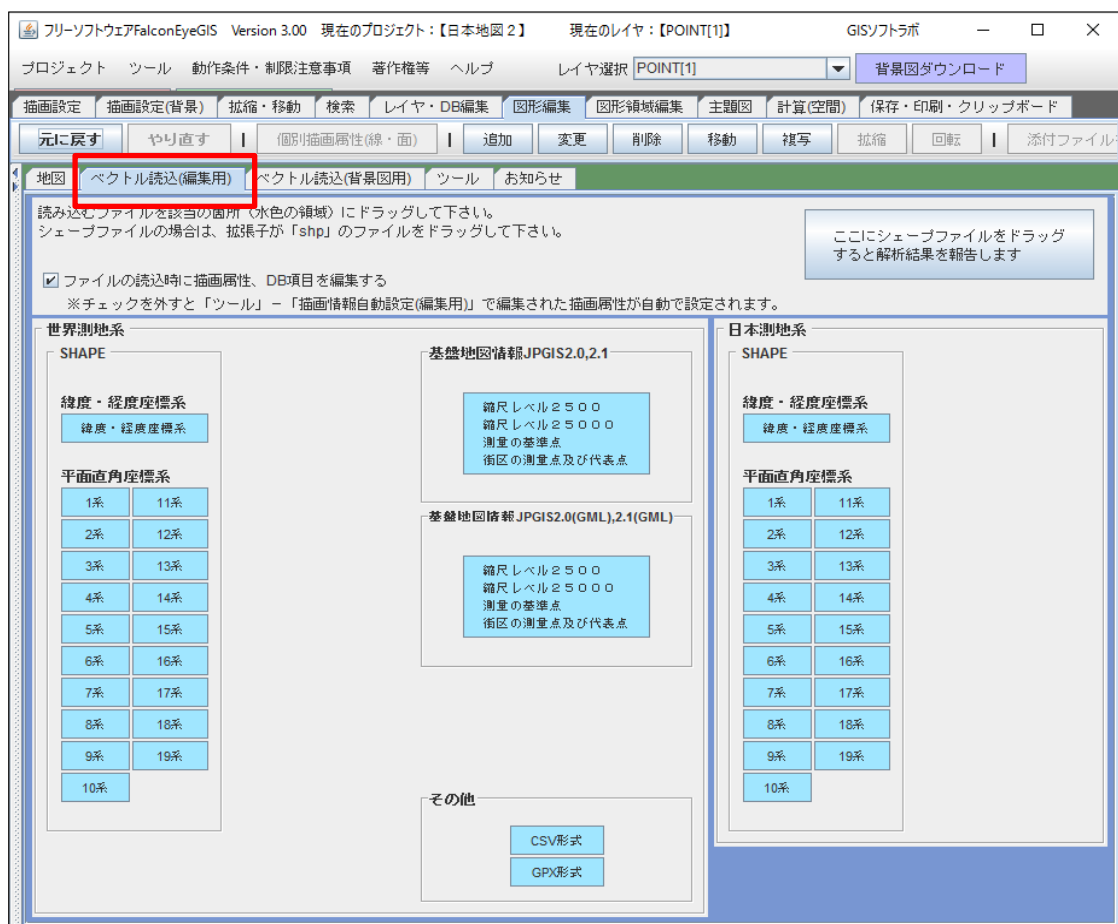 フリーソフトウェアFalconEyeGIS Version 3.00 現在のプロジェクト：【日本地図２】 現在のレイヤ：【POINT[1]】 GISソフトラボ
プロジェクト ツール 動作条件・制限注意事項 著作権等 ヘルプ レイヤ選択 POINT[1] 背景図ダウンロード
描画設定 描画設定(背景) 拡縮・移動 検索 レイヤ・DB編集 図形編集 図形領域編集 主題図 計算(空間) 保存・印刷・クリップボード
元に戻す やり直す 個別描画属性(線・面) 追加 変更 削除 移動 複写 拡縮 回転 添付ファイル
地図 ベクトル読込(編集用) ベクトル読込(背景図用) ツール お知らせ
読み込むファイルを該当の箇所（水色の領域）にドラッグして下さい。
シェープファイルの場合は、拡張子が「shp」のファイルをドラッグして下さい。
ここにシェープファイルをドラッグ
すると解析結果を報告します
ファイルの読込時に描画属性、DB項目を編集する
※チェックを外すと「ツール」－「描画情報自動設定(編集用)」で編集された描画属性が自動で設定されます。
世界測地系
SHAPE
緯度・経度座標系
緯度・経度座標系
平面直角座標系
1系 11系
2系 12系
3系 13系
4系 14系
5系 15系
6系 16系
7系 17系
8系 18系
9系 19系
10系
基盤地図情報JPGIS2.0,2.1
縮尺レベル２５００
縮尺レベル２５０００
測量の基準点
街区の測量点及び代表点
基盤地図情報JPGIS2.0(GML),2.1(GML)
縮尺レベル２５００
縮尺レベル２５０００
測量の基準点
街区の測量点及び代表点
その他
CSV形式
GPX形式
日本測地系
SHAPE
緯度・経度座標系
緯度・経度座標系
平面直角座標系
1系 11系
2系 12系
3系 13系
4系 14系
5系 15系
6系 16系
7系 17系
8系 18系
9系 19系
10系